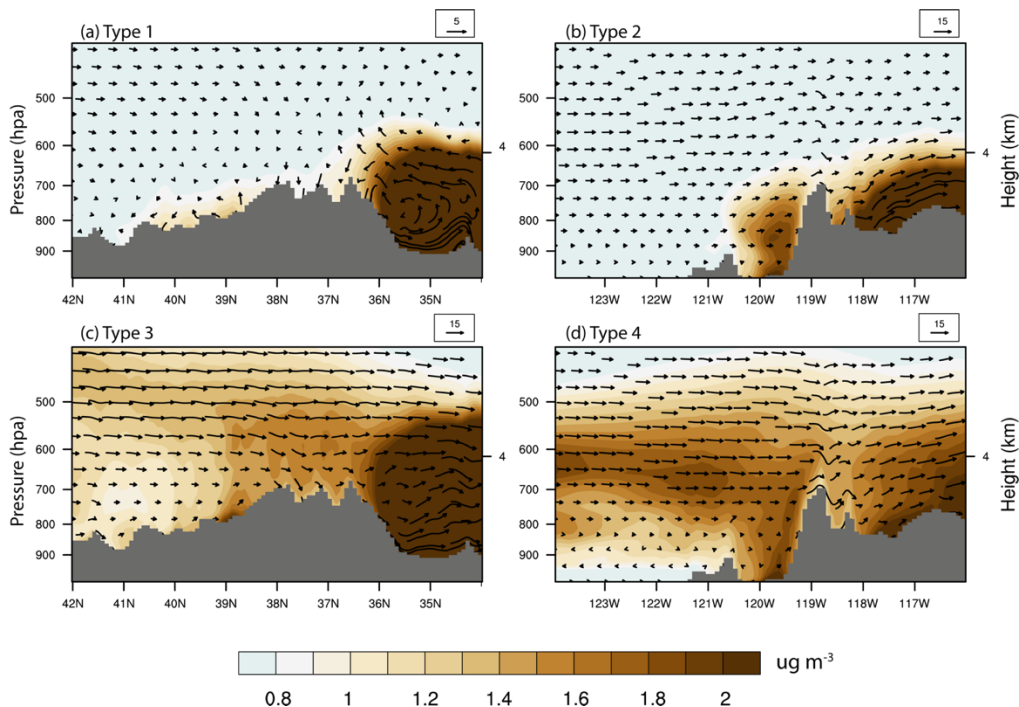 (a) Type 1
5
(b) Type 2
15
Pressure (hpa)
500
600
700
800
900
4
42N 41N 40N 39N 38N 37N 36N 35N
4
Height (km)
500
600
700
800
900
123W 122W 121W 120W 119W 118W 117W
(c) Type 3
15
(d) Type 4
15
Pressure (hpa)
500
600
700
800
900
4
42N 41N 40N 39N 38N 37N 36N 35N
4
Height (km)
500
600
700
800
900
123W 122W 121W 120W 119W 118W 117W
0.8 1 1.2 1.4 1.6 1.8 2
ug m⁻³